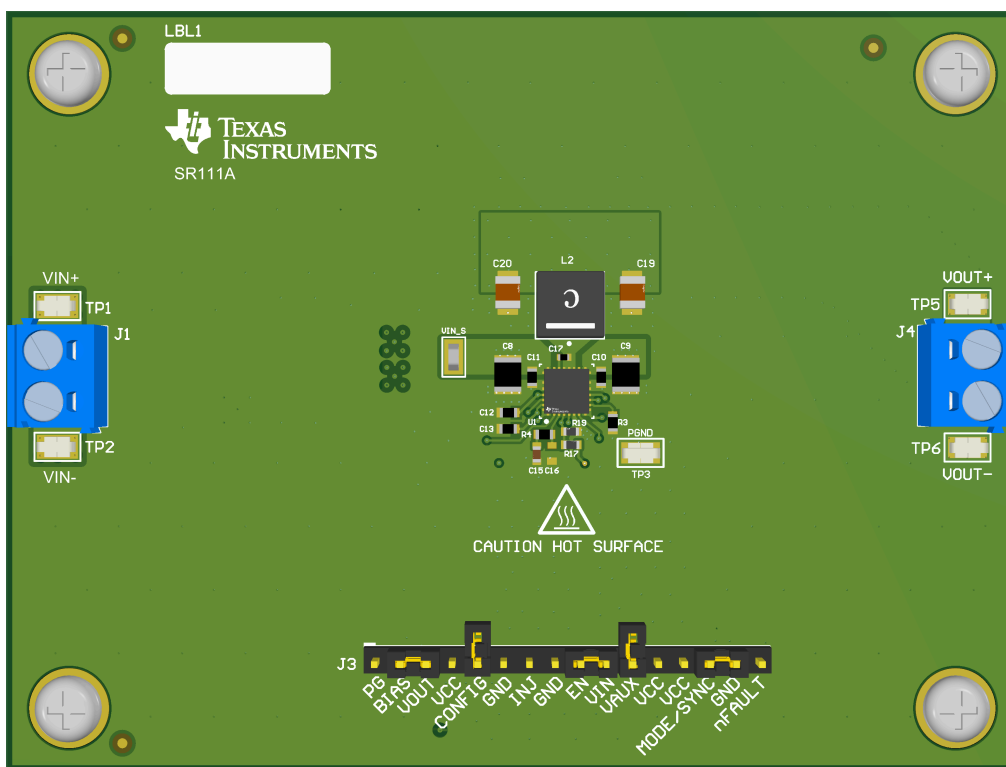 LBL1
TEXAS
INSTRUMENTS
SR111A
VIN+
TP1
J1
TP2
VIN-
C20
L2
C19
C
VIN_S
C17
C8
C11
C10
C9
C12
C13
U1
R4
R19
R3
R17
C15
C16
PGND
TP3
VOUT+
TP5
J4
TP6
VOUT-
CAUTION HOT SURFACE
J3
PG
BIAS
VOUT
VCC
CONFIG
GND
INJ
GND
EN
VIN
VAUX
VCC
VCC
MODE/SYNC
GND
nFAULT